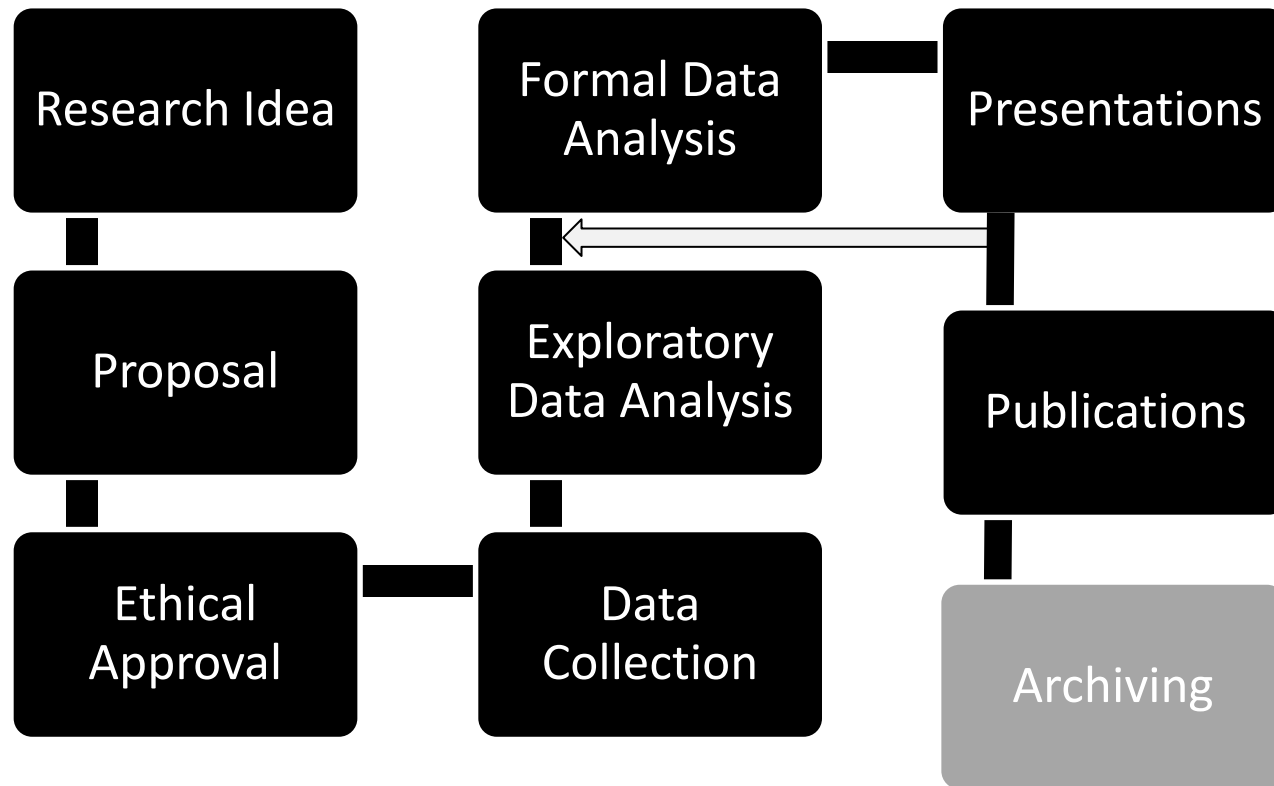 Research Idea
Proposal
Ethical
Approval
Data
Collection
Exploratory
Data Analysis
Formal Data
Analysis
Presentations
Publications
Archiving